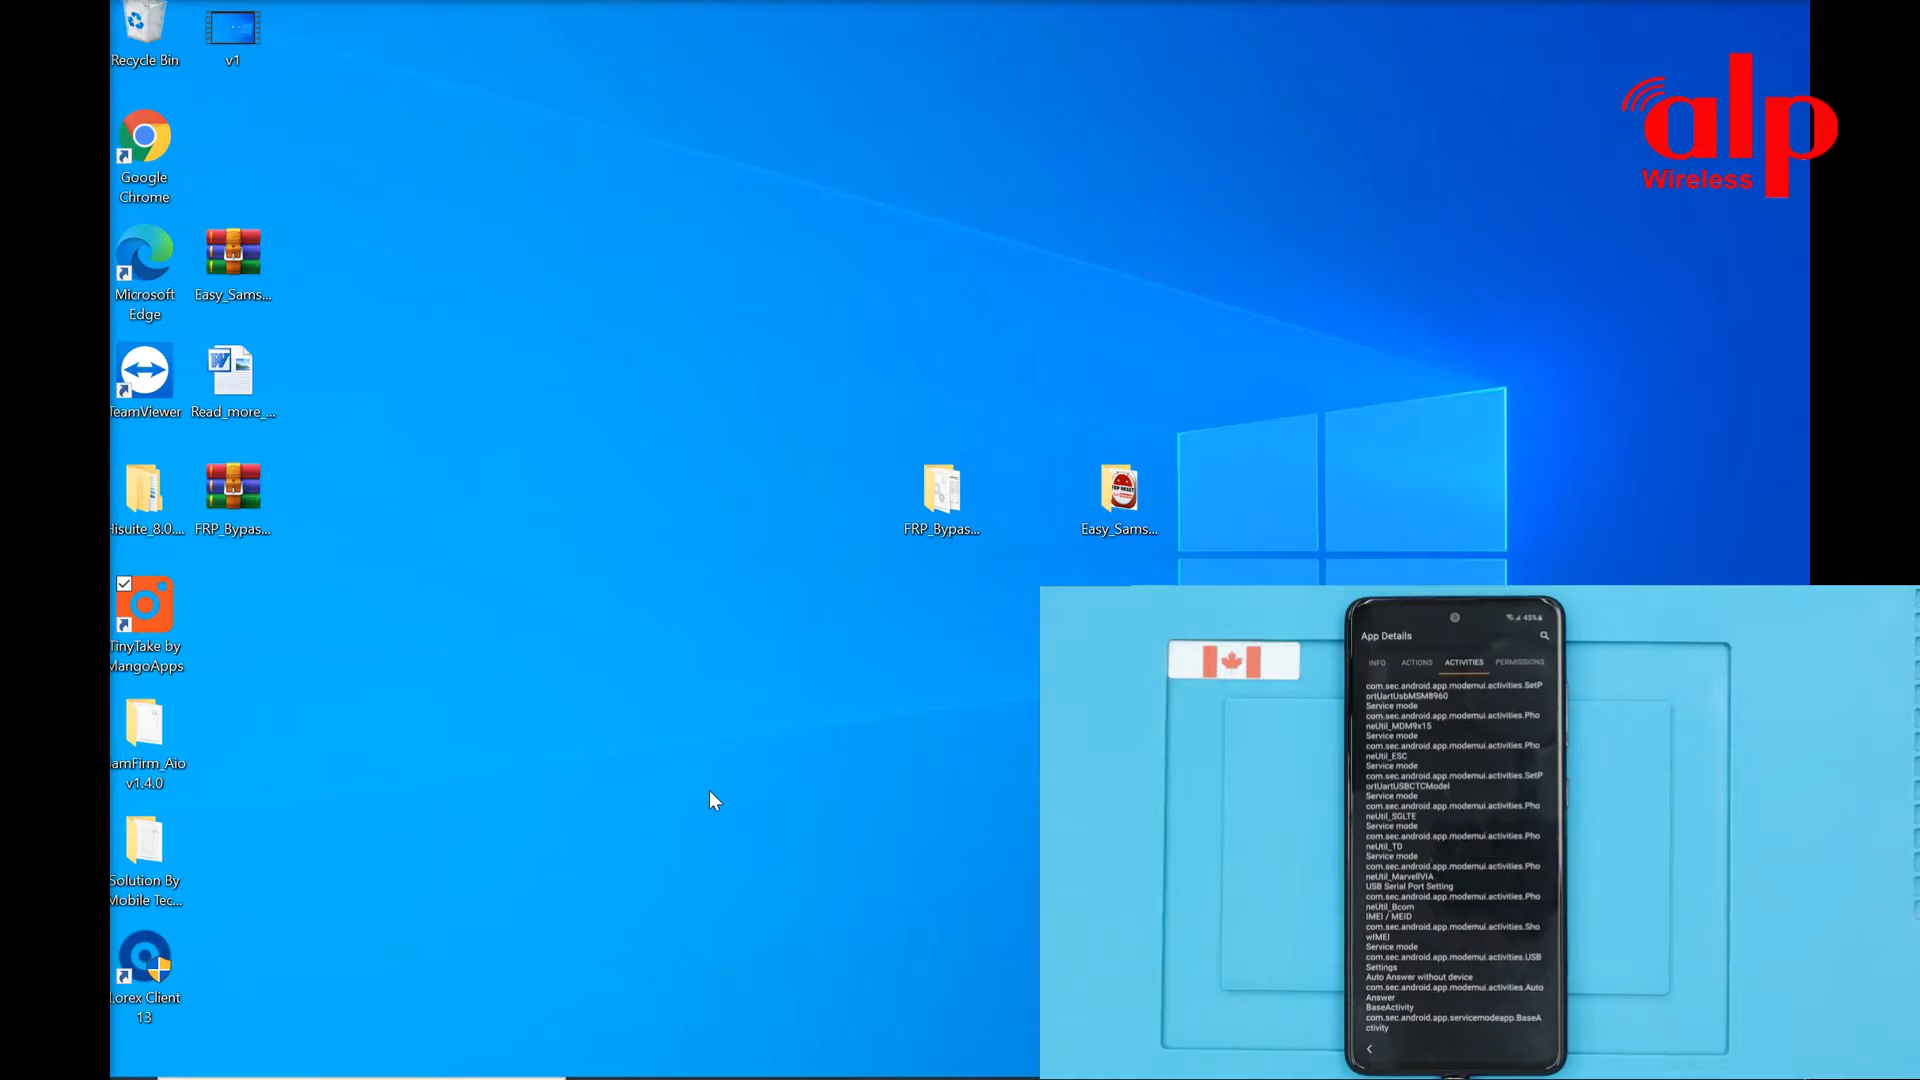 Recycle Bin
v1
alp
Wireless
Google
Chrome
Microsoft
Edge
Easy_Sams...
TeamViewer
Read_more_...
Hisuite_8.0....
FRP_Bypas...
FRP_Bypas...
Easy_Sams...
FRP RESET
TinyTake by
MangoApps
amFirm_Aio
v1.4.0
Solution By
Mobile Tec...
Lorex Client
13
45%
App Details
INFO ACTIONS ACTIVITIES PERMISSIONS
com.sec.android.app.modemui.activities.SetP
ortUartUsbMSM8960
Service mode
com.sec.android.app.modemui.activities.Pho
neUtil_MDM9x15
Service mode
com.sec.android.app.modemui.activities.Pho
neUtil_ESC
Service mode
com.sec.android.app.modemui.activities.SetP
ortUartUSBCTCModel
Service mode
com.sec.android.app.modemui.activities.Pho
neUtil_SGLTE
Service mode
com.sec.android.app.modemui.activities.Pho
neUtil_TD
Service mode
com.sec.android.app.modemui.activities.Pho
neUtil_MarvellVIA
USB Serial Port Setting
com.sec.android.app.modemui.activities.Pho
neUtil_Bcom
IMEI / MEID
com.sec.android.app.modemui.activities.Sho
wIMEI
Service mode
com.sec.android.app.modemui.activities.USB
Settings
Auto Answer without device
com.sec.android.app.modemui.activities.Auto
Answer
BaseActivity
com.sec.android.app.servicemodeapp.BaseA
ctivity